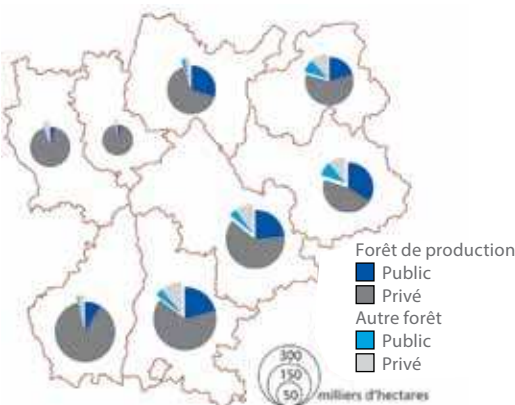 Forêt de production
Public
Privé
Autre forêt
Public
Privé
300
150
50
milliers d'hectares